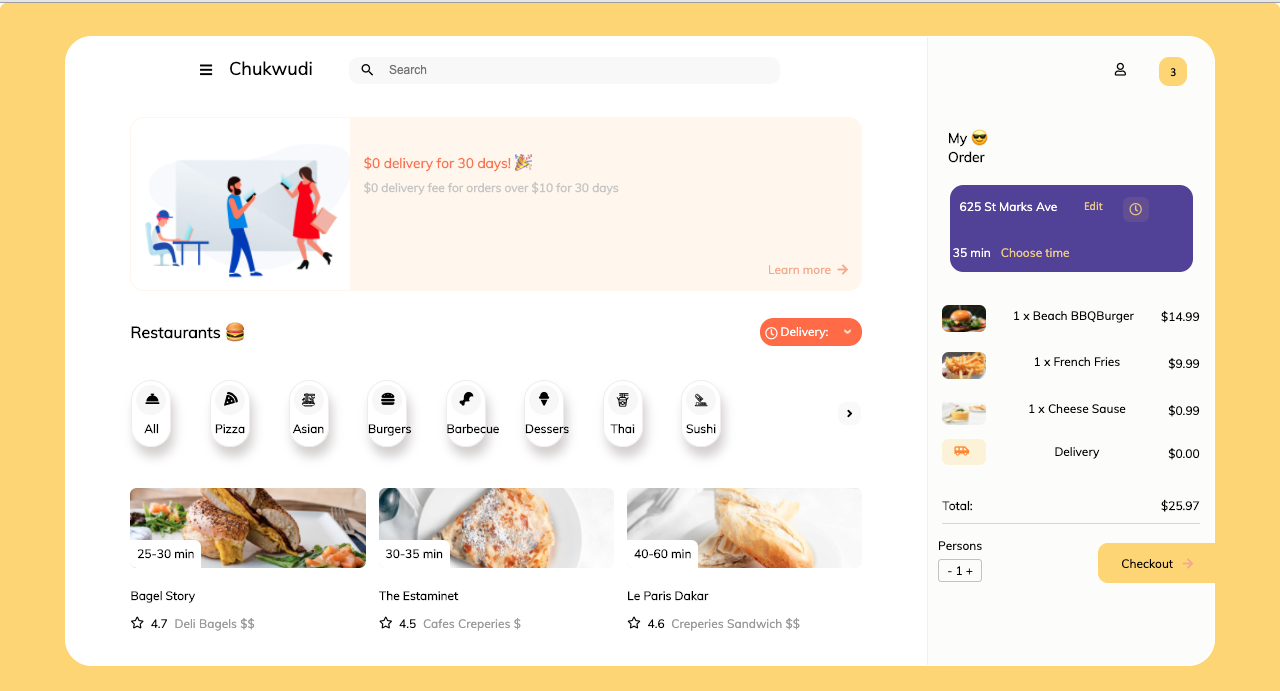 Chukwudi
Search
3
$0 delivery for 30 days! 🎉
$0 delivery fee for orders over $10 for 30 days
Learn more →
Restaurants 🍔
Delivery:
All
Pizza
Asian
Burgers
Barbecue
Dessers
Thai
Sushi
25-30 min
30-35 min
40-60 min
Bagel Story
The Estaminet
Le Paris Dakar
4.7 Deli Bagels $$
4.5 Cafes Creperies $
4.6 Creperies Sandwich $$
My 😎
Order
625 St Marks Ave Edit
35 min Choose time
1 x Beach BBQBurger $14.99
1 x French Fries $9.99
1 x Cheese Sause $0.99
Delivery $0.00
Total: $25.97
Persons
- 1 +
Checkout →